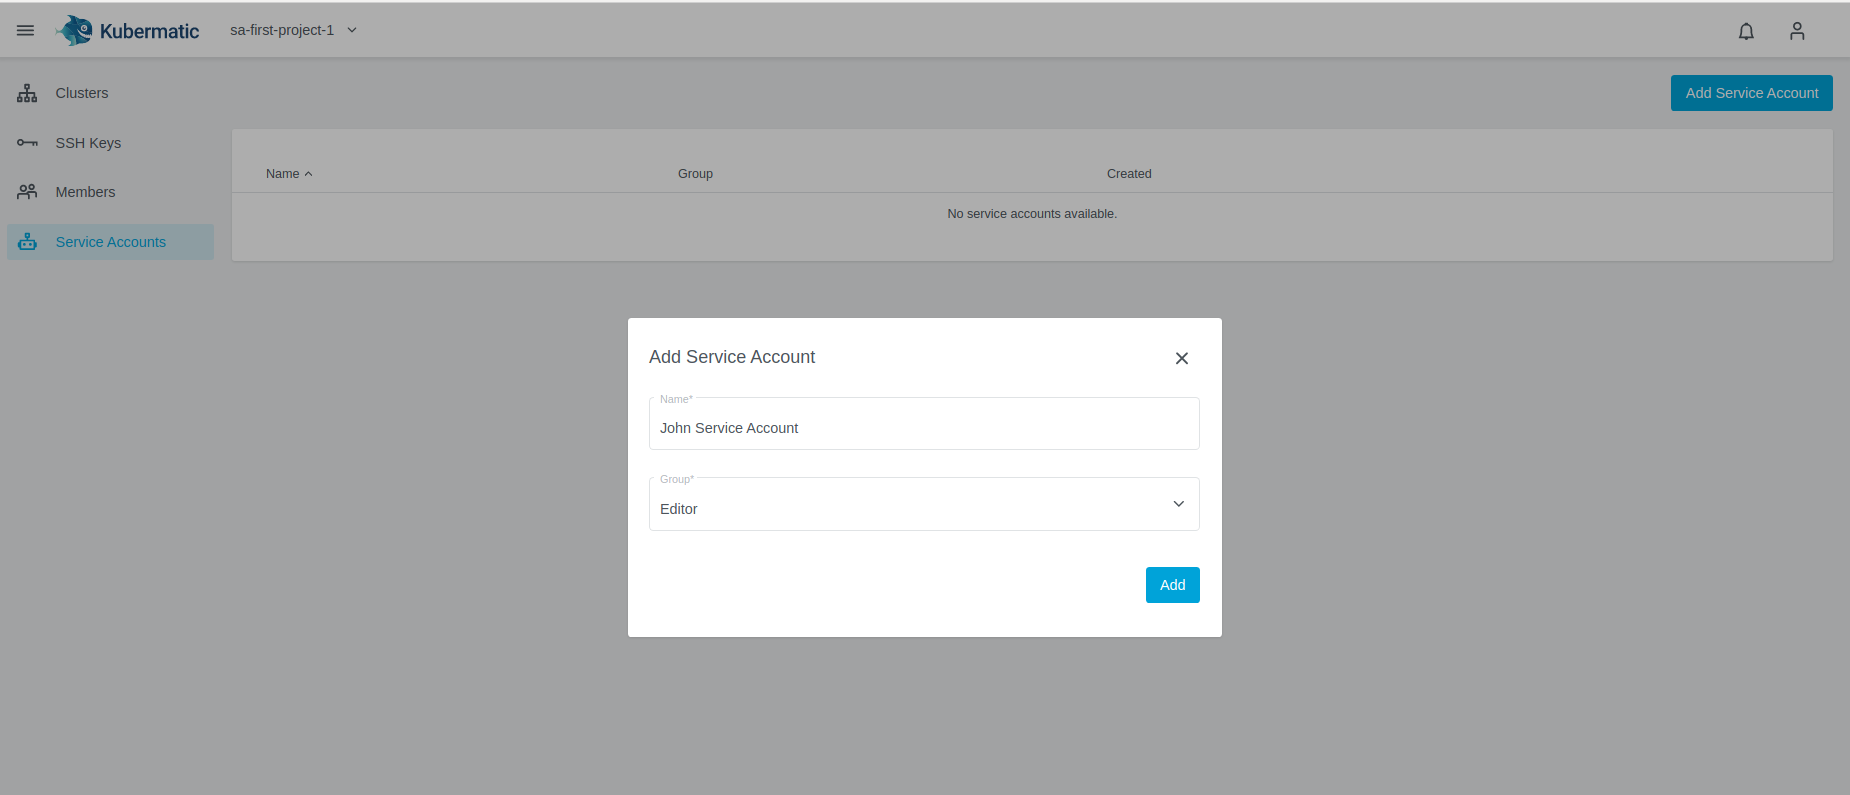 Kubermatic
sa-first-project-1
Clusters
SSH Keys
Members
Service Accounts
Add Service Account
Name Group Created
No service accounts available.
Add Service Account
Name*
John Service Account
Group*
Editor
Add